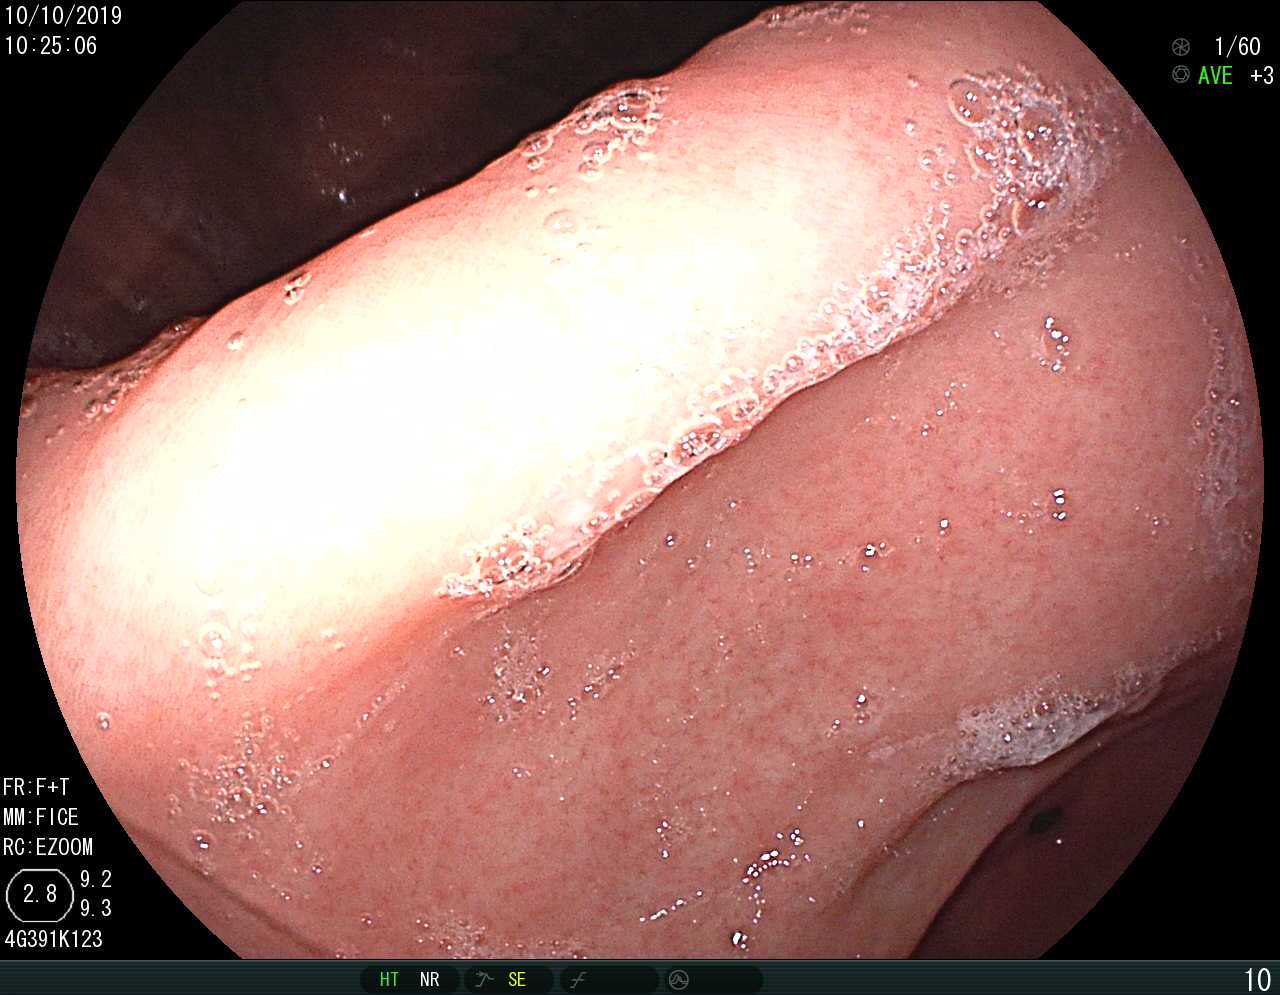 10/10/2019
10:25:06
1/60
AVE +3
FR:F+T
MM:FICE
RC:EZOOM
2.8
9.2
9.3
4G391K123
HT NR SE
10